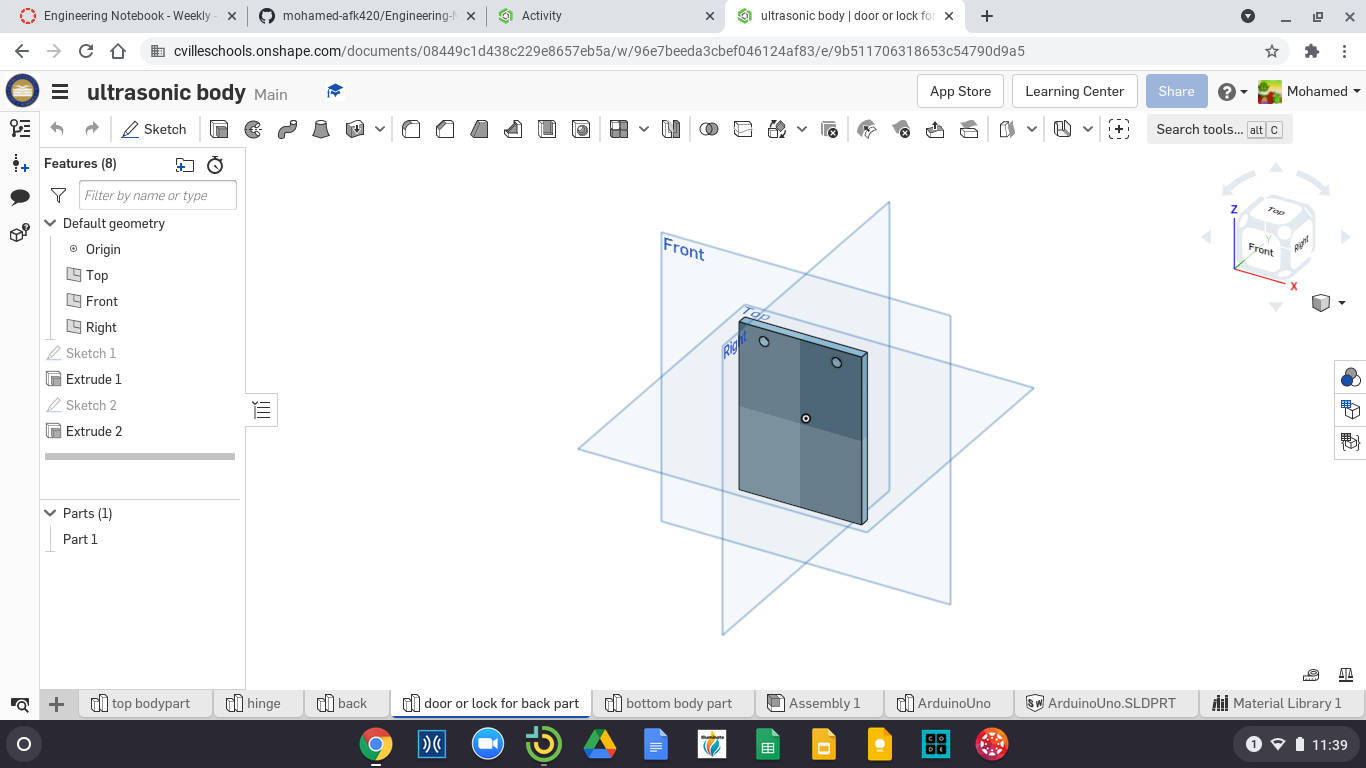 Engineering Notebook - Weekly -
mohamed-afk420/Engineering-N
Activity
ultrasonic body | door or lock for
cvilleschools.onshape.com/documents/08449c1d438c229e8657eb5a/w/96e7beeda3cbef046124af83/e/9b511706318653c54790d9a5
ultrasonic body Main
App Store
Learning Center
Share
Mohamed
Sketch
Search tools... alt C
Features (8)
Filter by name or type
Default geometry
Origin
Top
Front
Right
Sketch 1
Extrude 1
Sketch 2
Extrude 2
Parts (1)
Part 1
Front
Top
Right
Z
Top
Y
Front
Right
X
top bodypart
hinge
back
door or lock for back part
bottom body part
Assembly 1
ArduinoUno
ArduinoUno.SLDPRT
Material Library 1
Illuminate
CODE
1
11:39